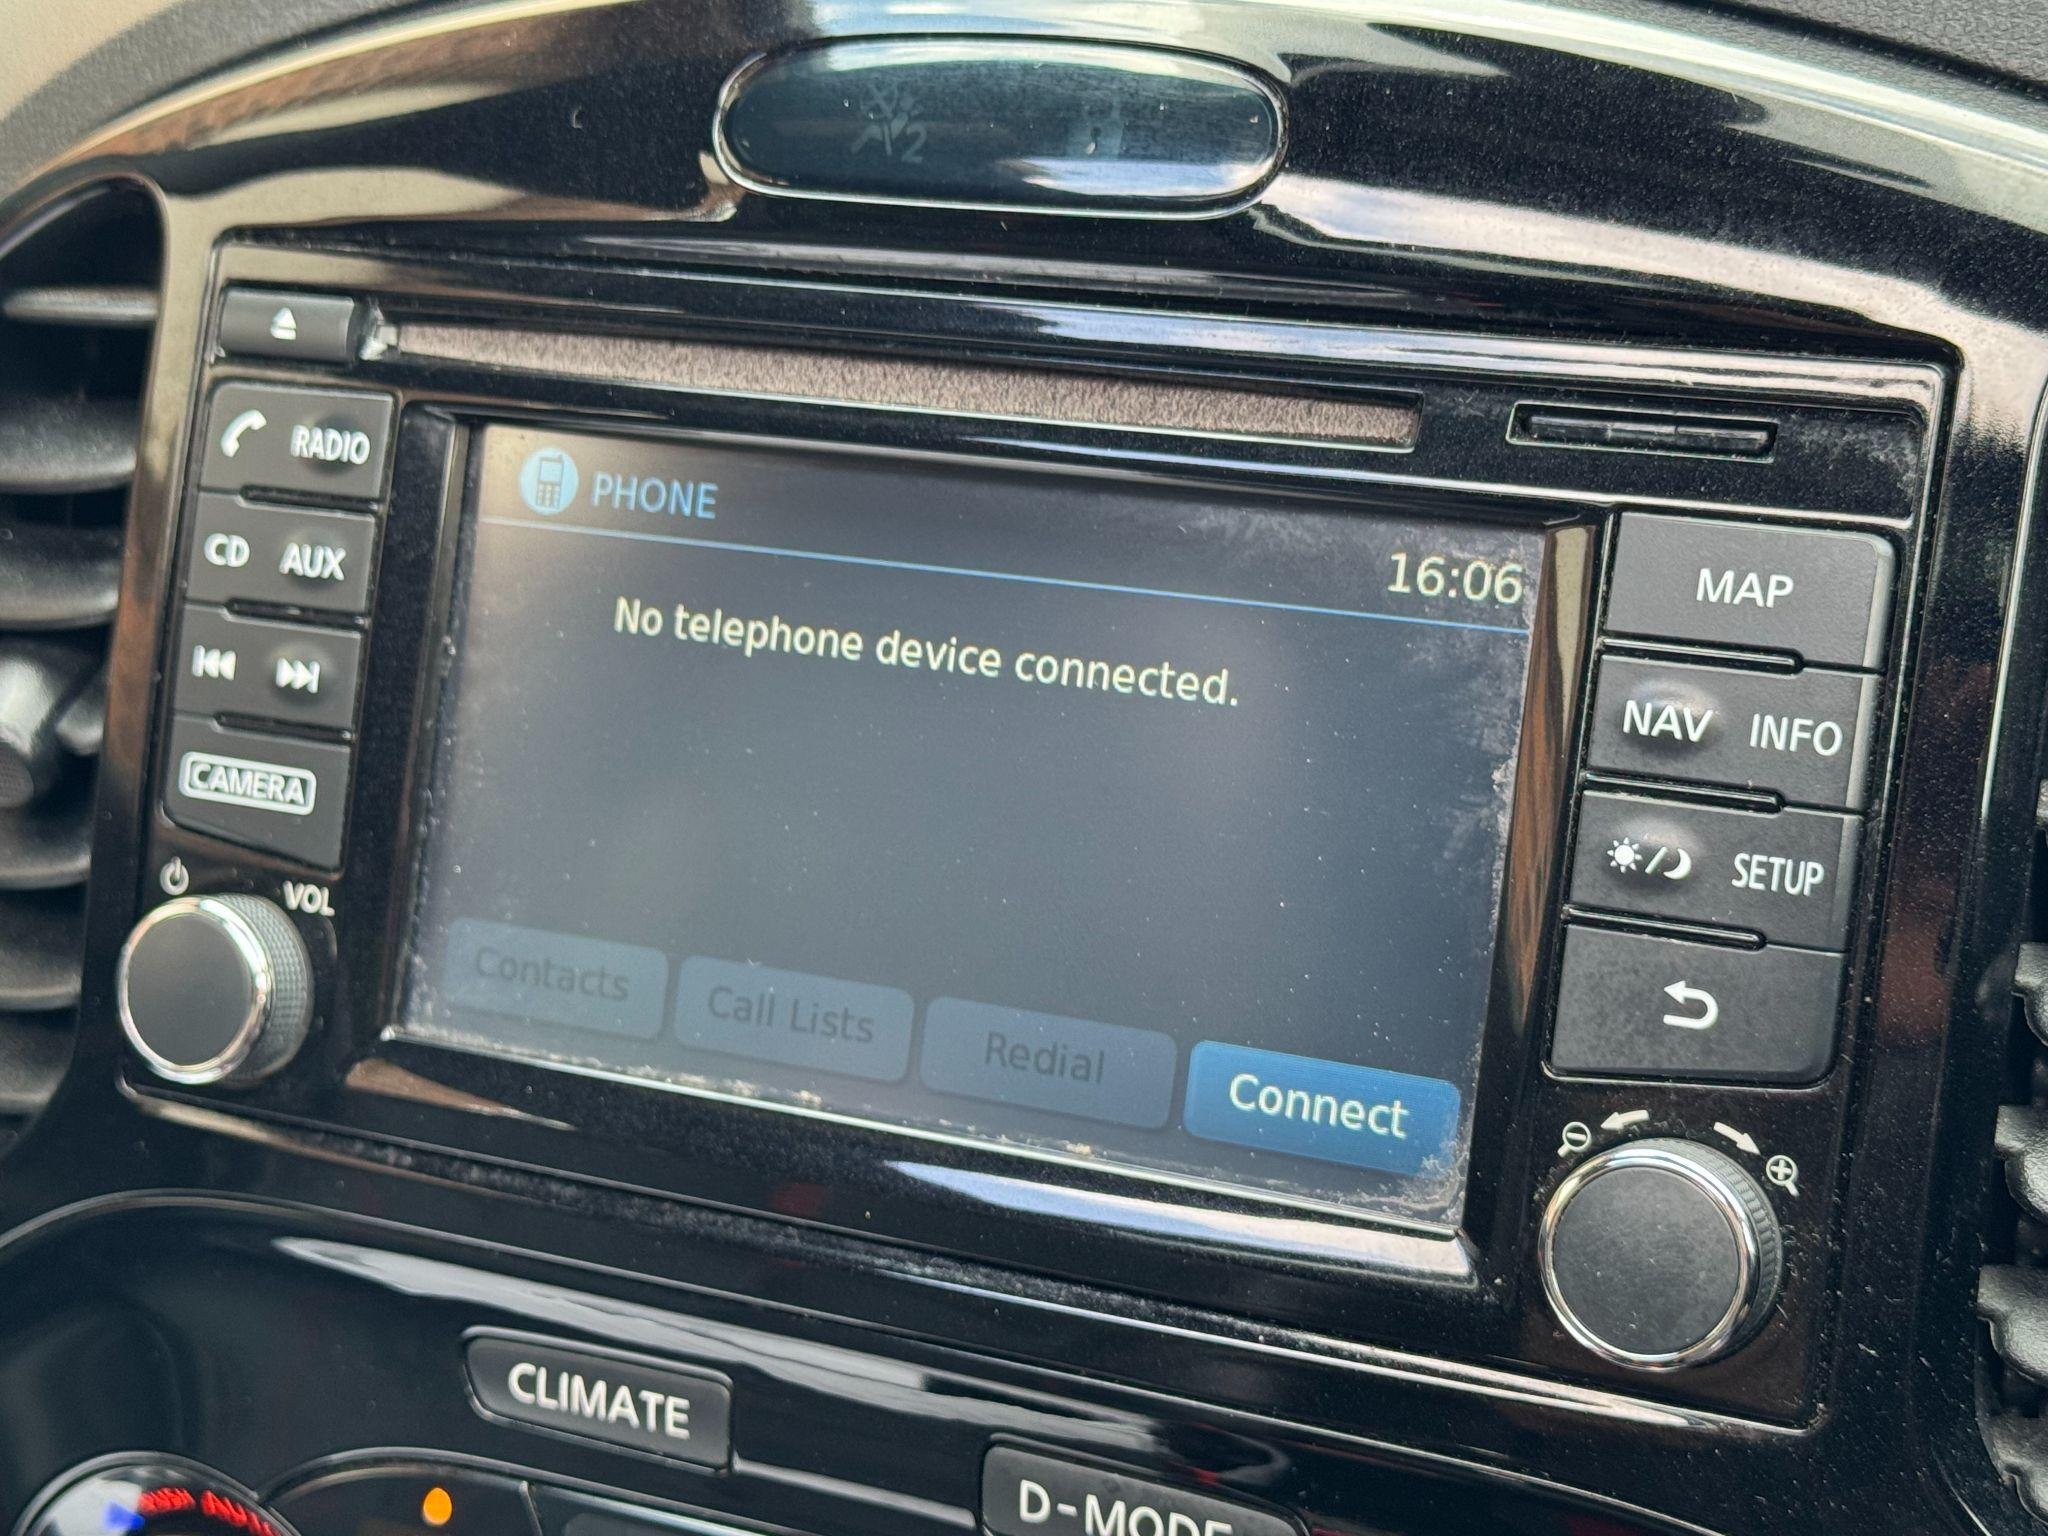 2
RADIO
CD AUX
CAMERA
VOL
PHONE
16:06
No telephone device connected.
Contacts Call Lists Redial Connect
MAP
NAV INFO
SETUP
CLIMATE
D-MODE